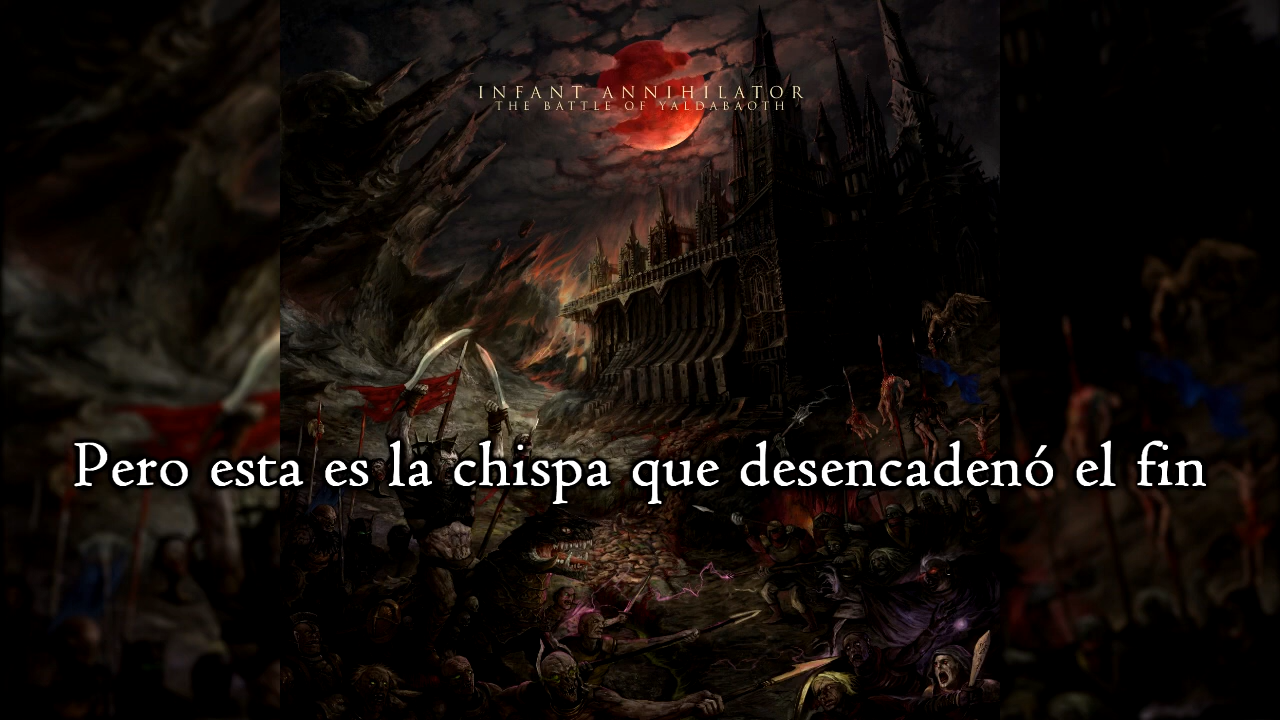 INFANT ANNIHILATOR
THE BATTLE OF YALDABAOTH
Pero esta es la chispa que desencadenó el fin